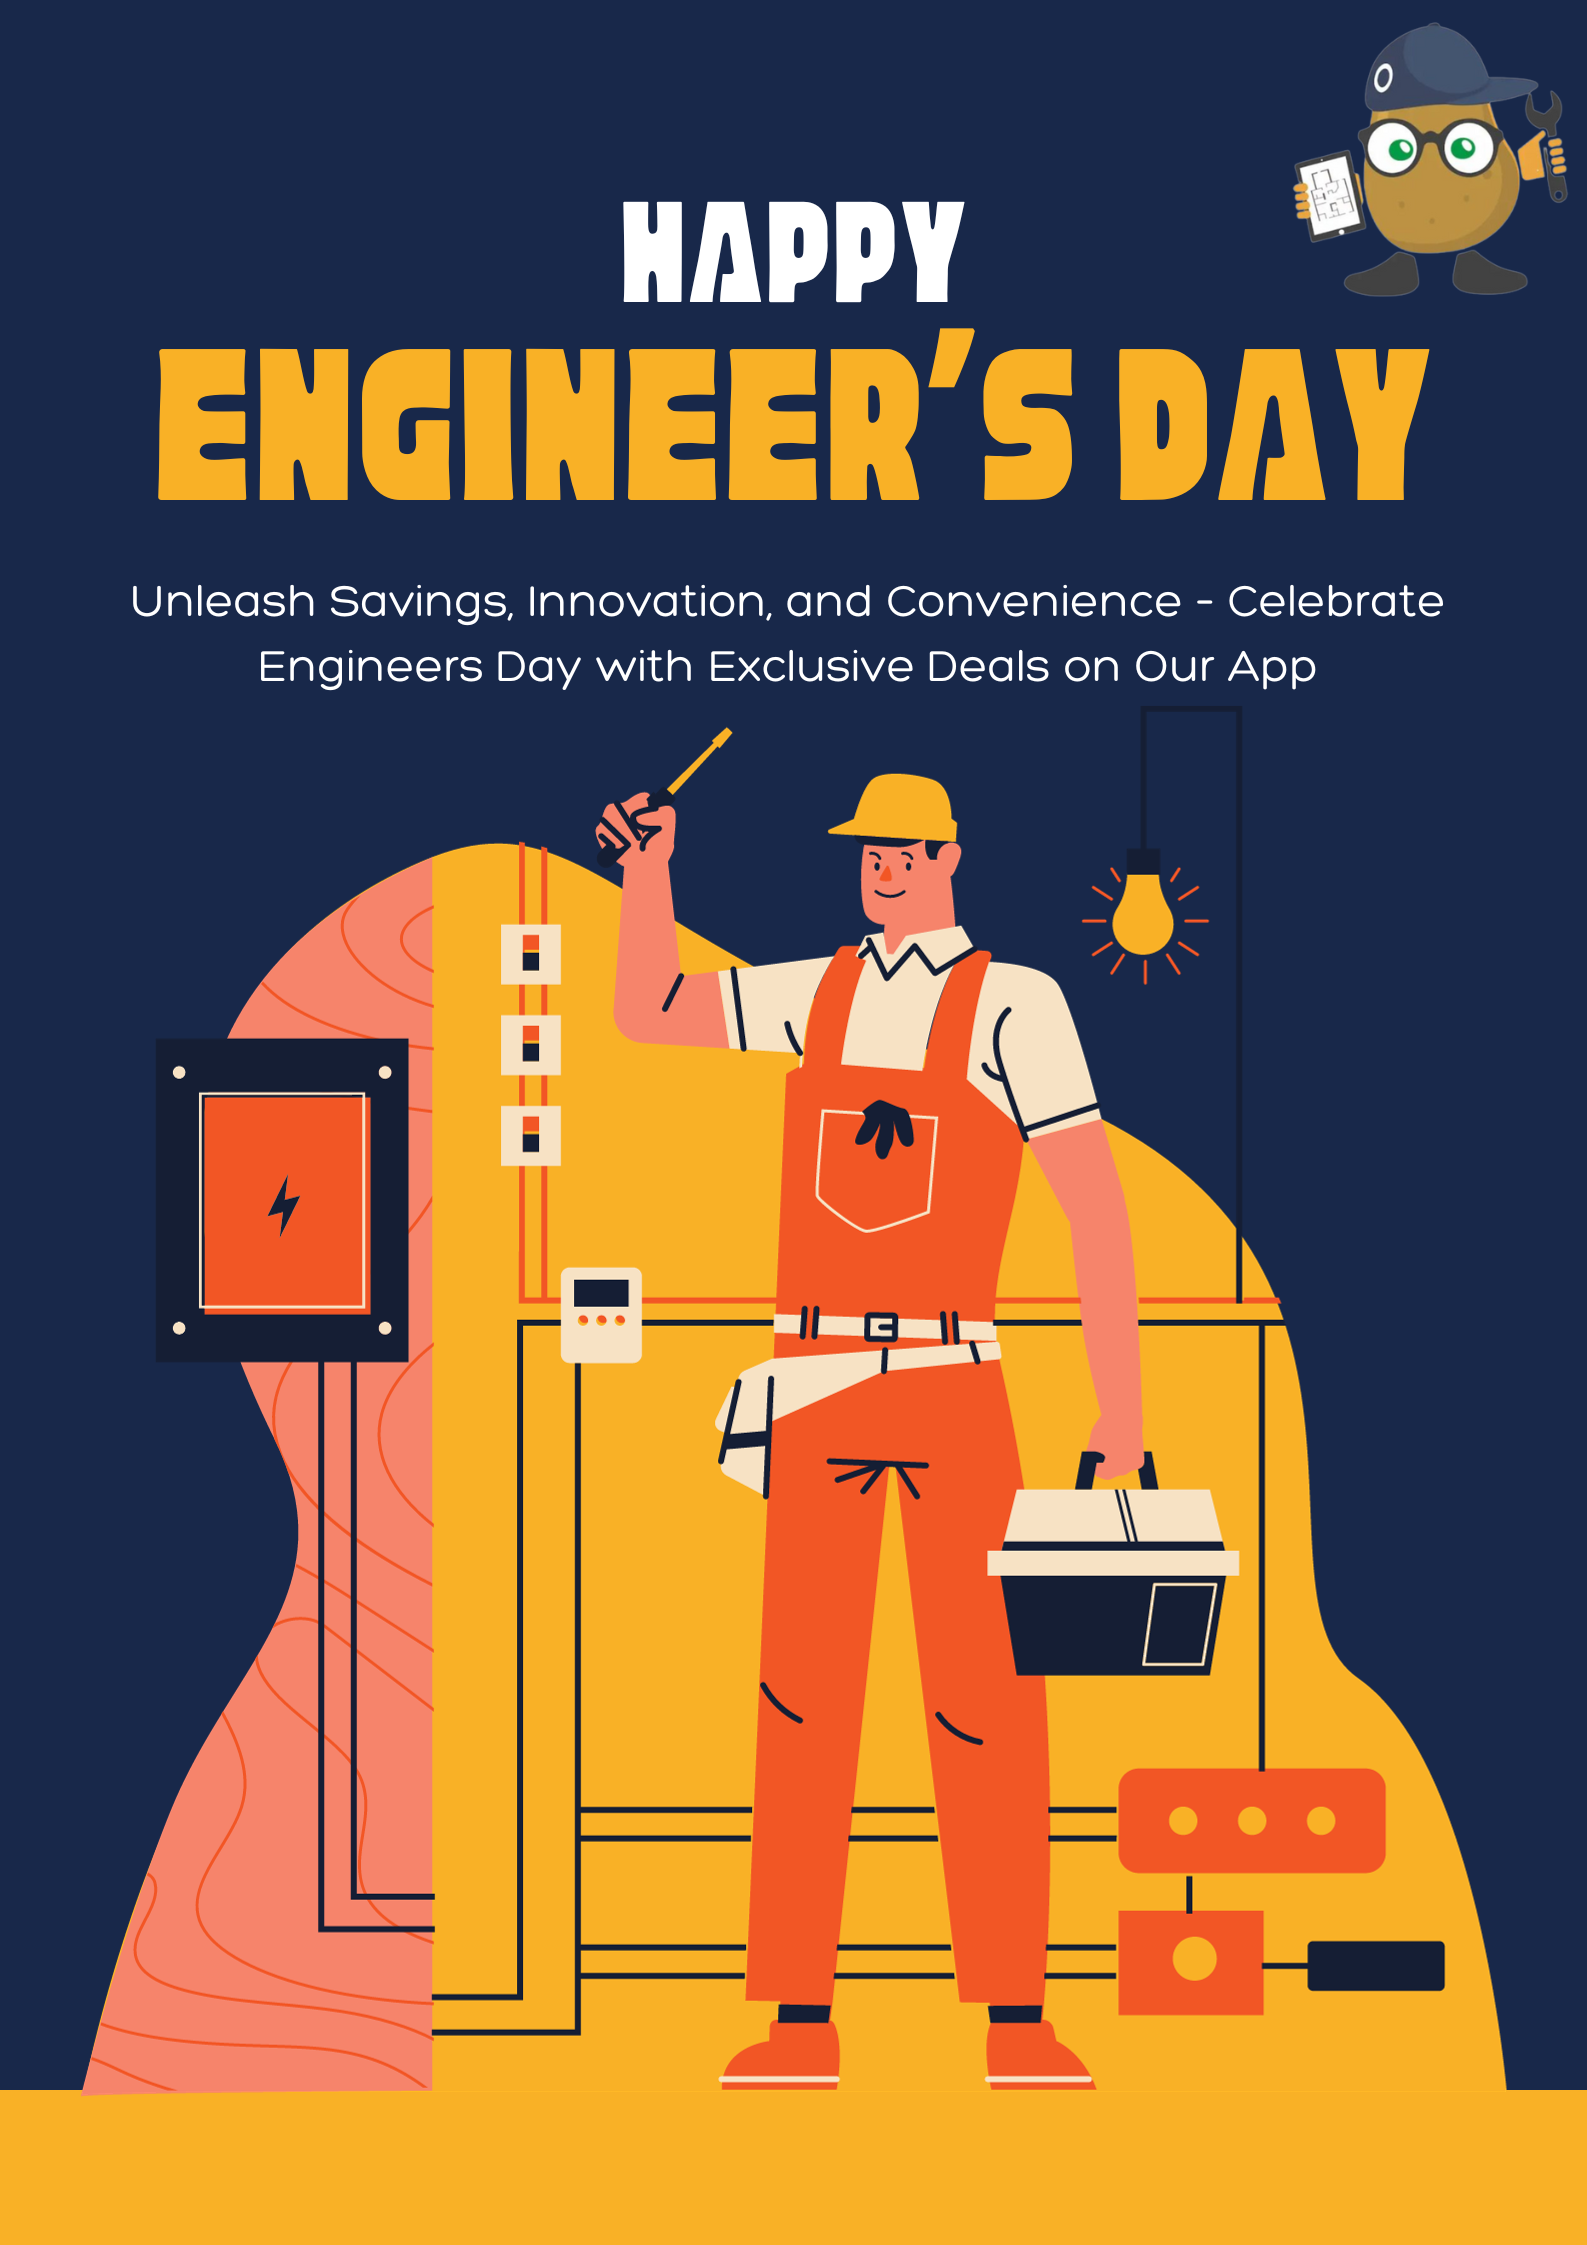 HAPPY
ENGINEER'S DAY
Unleash Savings, Innovation, and Convenience - Celebrate
Engineers Day with Exclusive Deals on Our App